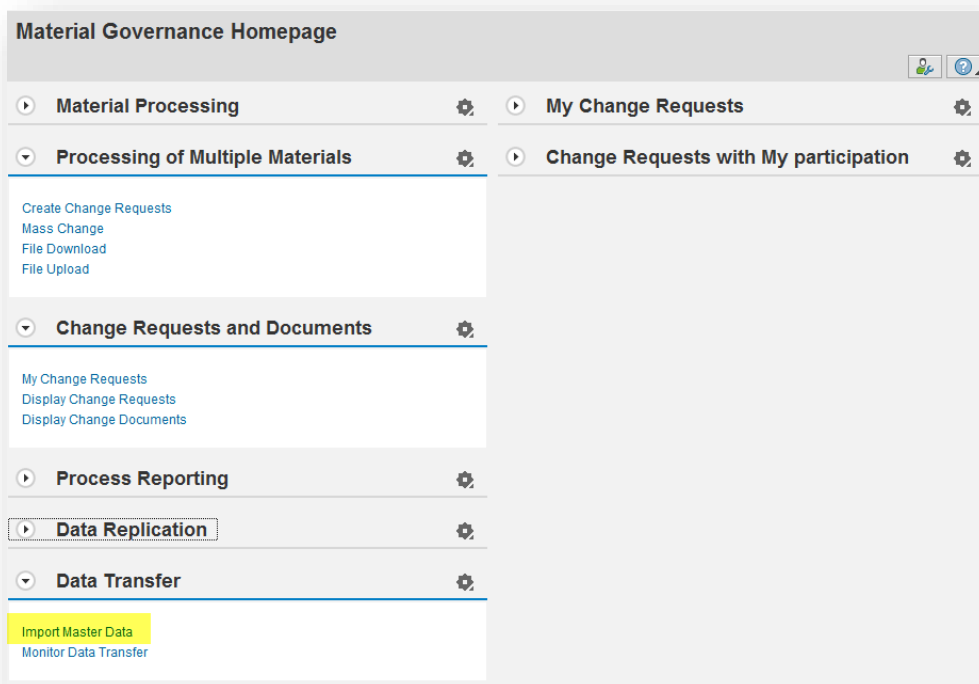 Material Governance Homepage
Material Processing
Processing of Multiple Materials
Create Change Requests
Mass Change
File Download
File Upload
Change Requests and Documents
My Change Requests
Display Change Requests
Display Change Documents
Process Reporting
Data Replication
Data Transfer
Import Master Data
Monitor Data Transfer
My Change Requests
Change Requests with My participation